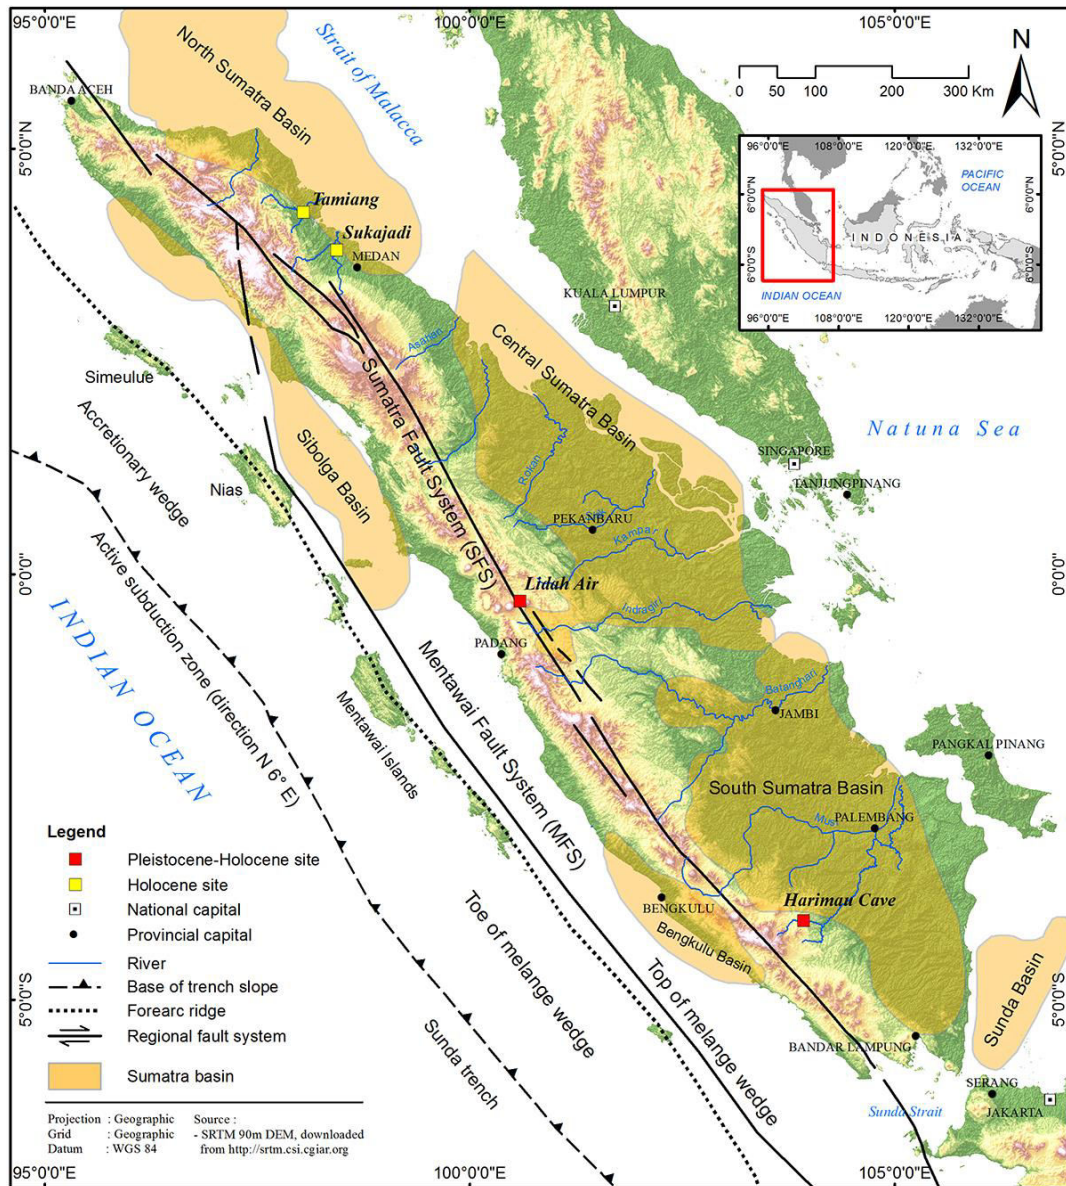 95°0'0"E
100°0'0"E
105°0'0"E
5°0'0"N
0°0'0"
5°0'0"S
5°0'0"N
0°0'0"
5°0'0"S
95°0'0"E
100°0'0"E
105°0'0"E
N
0 50 100 200 300 Km
96°0'0"E 108°0'0"E 120°0'0"E 132°0'0"E
6°0'0"N
6°0'0"S
6°0'0"N
6°0'0"S
PACIFIC
OCEAN
INDONESIA
INDIAN OCEAN
96°0'0"E 108°0'0"E 120°0'0"E 132°0'0"E
North Sumatra Basin
Strait of Malacca
BANDA ACEH
Tamiang
Sukajadi
MEDAN
KUALA LUMPUR
Asahan
Central Sumatra Basin
Simeulue
Sumatra Fault System (SFS)
Accretionary wedge
Sibolga Basin
Nias
Natuna Sea
SINGAPORE
TANJUNGPINANG
Rokan
Siak
PEKANBARU
Kampar
Lidah Air
Indragiri
PADANG
INDIAN OCEAN
Active subduction zone (direction N 6° E)
Mentawai Islands
Mentawai Fault System (MFS)
Batanghari
JAMBI
PANGKAL PINANG
South Sumatra Basin
Musi
PALEMBANG
Harimau Cave
BENGKULU
Bengkulu Basin
Sunda Basin
Toe of melange wedge
Top of melange wedge
Sunda trench
BANDAR LAMPUNG
SERANG
JAKARTA
Sunda Strait
Legend
Pleistocene-Holocene site
Holocene site
National capital
Provincial capital
River
Base of trench slope
Forearc ridge
Regional fault system
Sumatra basin
Projection : Geographic Source :
Grid : Geographic - SRTM 90m DEM, downloaded
Datum : WGS 84 from http://srtm.csi.cgiar.org